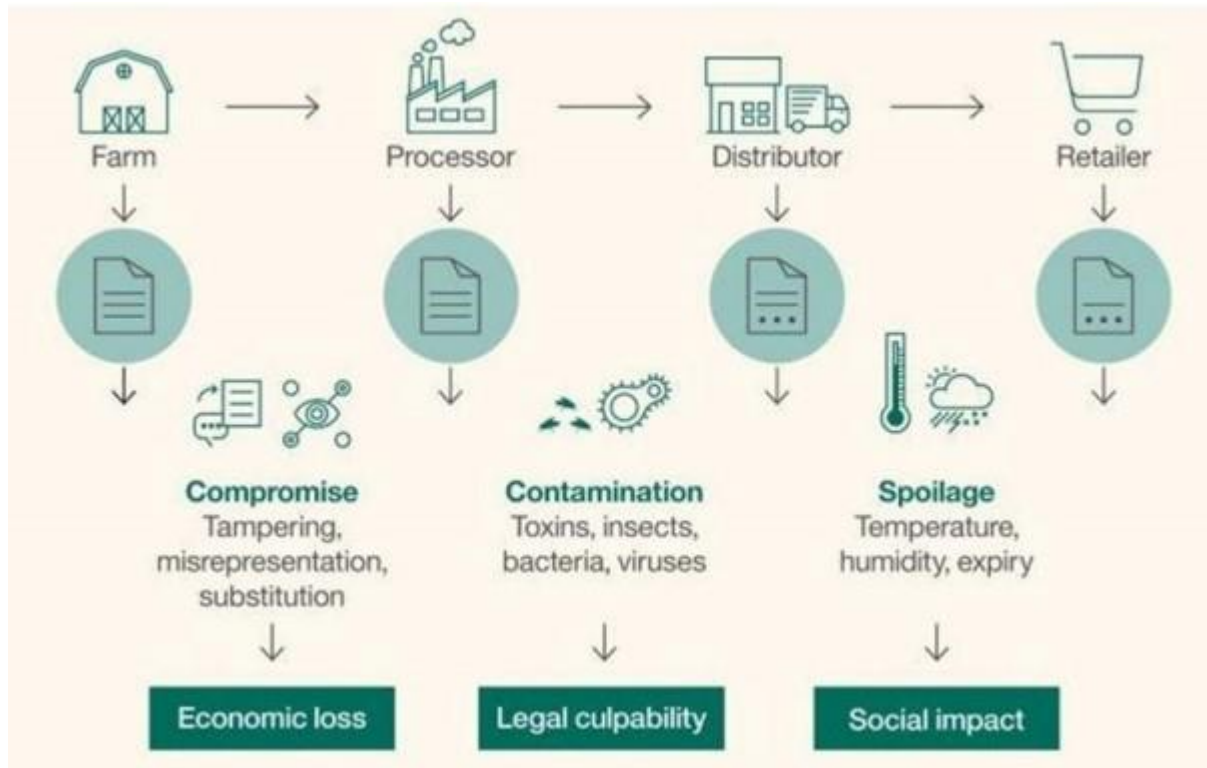 Farm
Processor
Distributor
Retailer
Compromise
Tampering,
misrepresentation,
substitution
Contamination
Toxins, insects,
bacteria, viruses
Spoilage
Temperature,
humidity, expiry
Economic loss
Legal culpability
Social impact